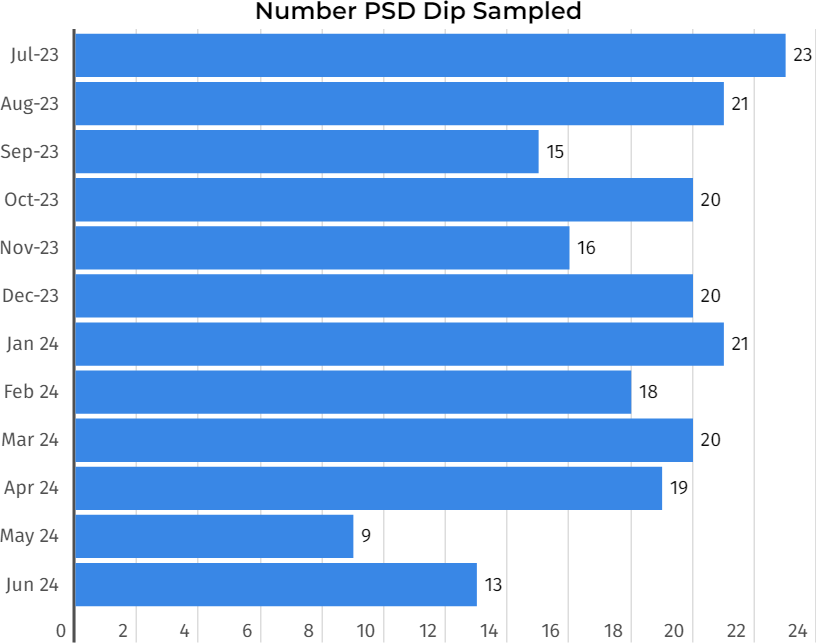 Number PSD Dip Sampled
Jul-23 23
Aug-23 21
Sep-23 15
Oct-23 20
Nov-23 16
Dec-23 20
Jan 24 21
Feb 24 18
Mar 24 20
Apr 24 19
May 24 9
Jun 24 13
0 2 4 6 8 10 12 14 16 18 20 22 24